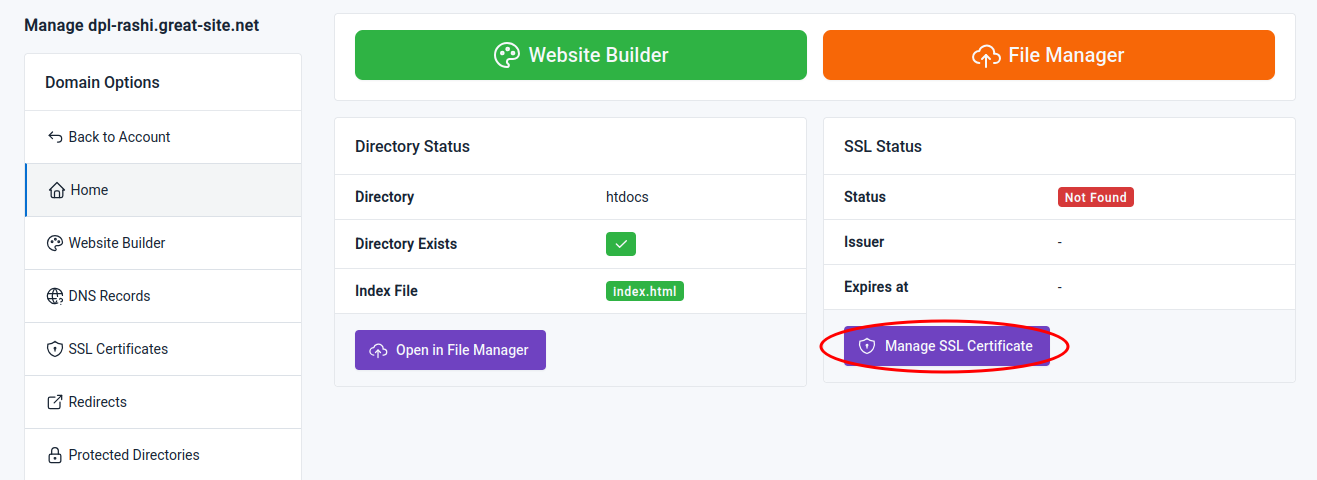 Manage dpl-rashi.great-site.net
Domain Options
Back to Account
Home
Website Builder
DNS Records
SSL Certificates
Redirects
Protected Directories
Website Builder
File Manager
Directory Status
Directory htdocs
Directory Exists
Index File Index.html
Open in File Manager
SSL Status
Status Not Found
Issuer -
Expires at -
Manage SSL Certificate